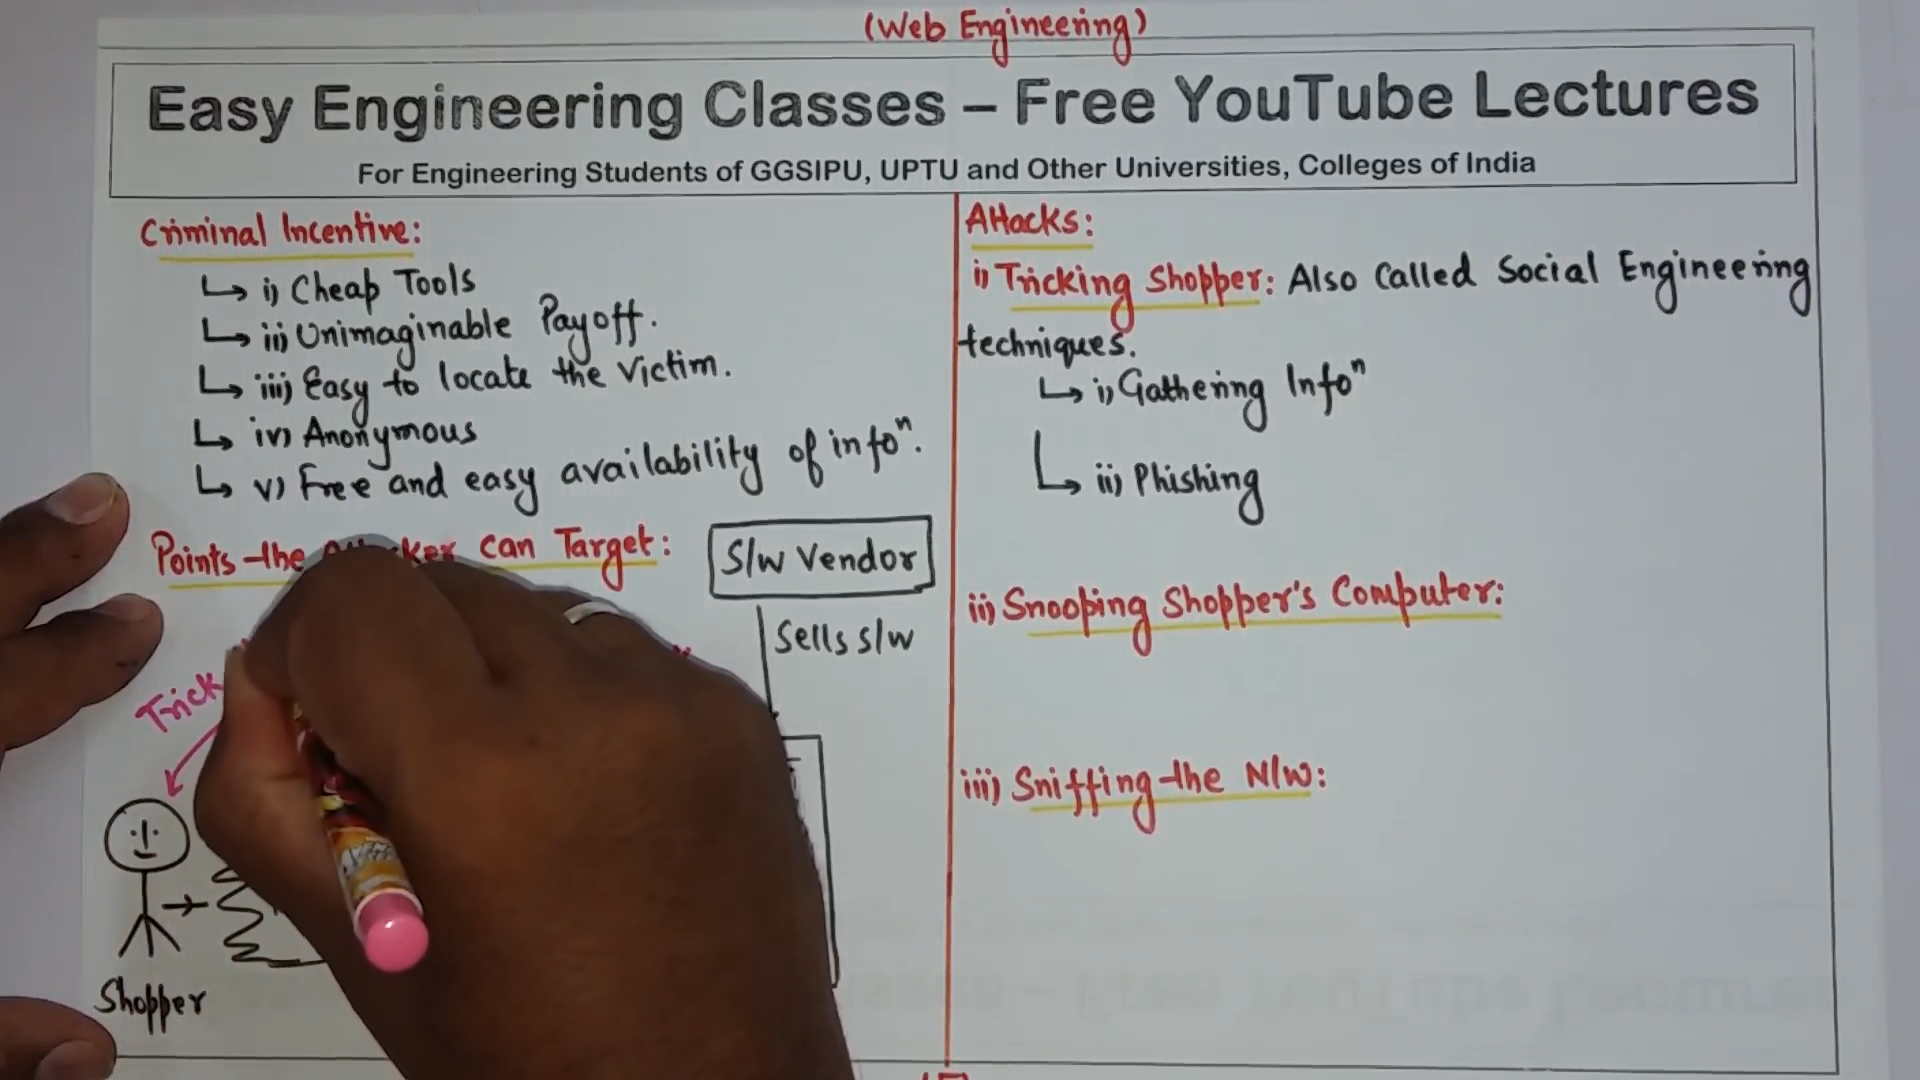 (Web Engineering)
Easy Engineering Classes – Free YouTube Lectures
For Engineering Students of GGSIPU, UPTU and Other Universities, Colleges of India
Criminal Incentive:
i) Cheap Tools
ii) Unimaginable Payoff.
iii) Easy to locate the Victim.
iv) Anonymous
v) Free and easy availability of infoⁿ.
Points the can Target:
S/w Vendor
Sells s/w
Trick
Shopper
Attacks:
i) Tricking Shopper: Also Called Social Engineering
techniques.
i) Gathering Infoⁿ
ii) Phishing
ii) Snooping Shopper's Computer:
iii) Sniffing the N/W: